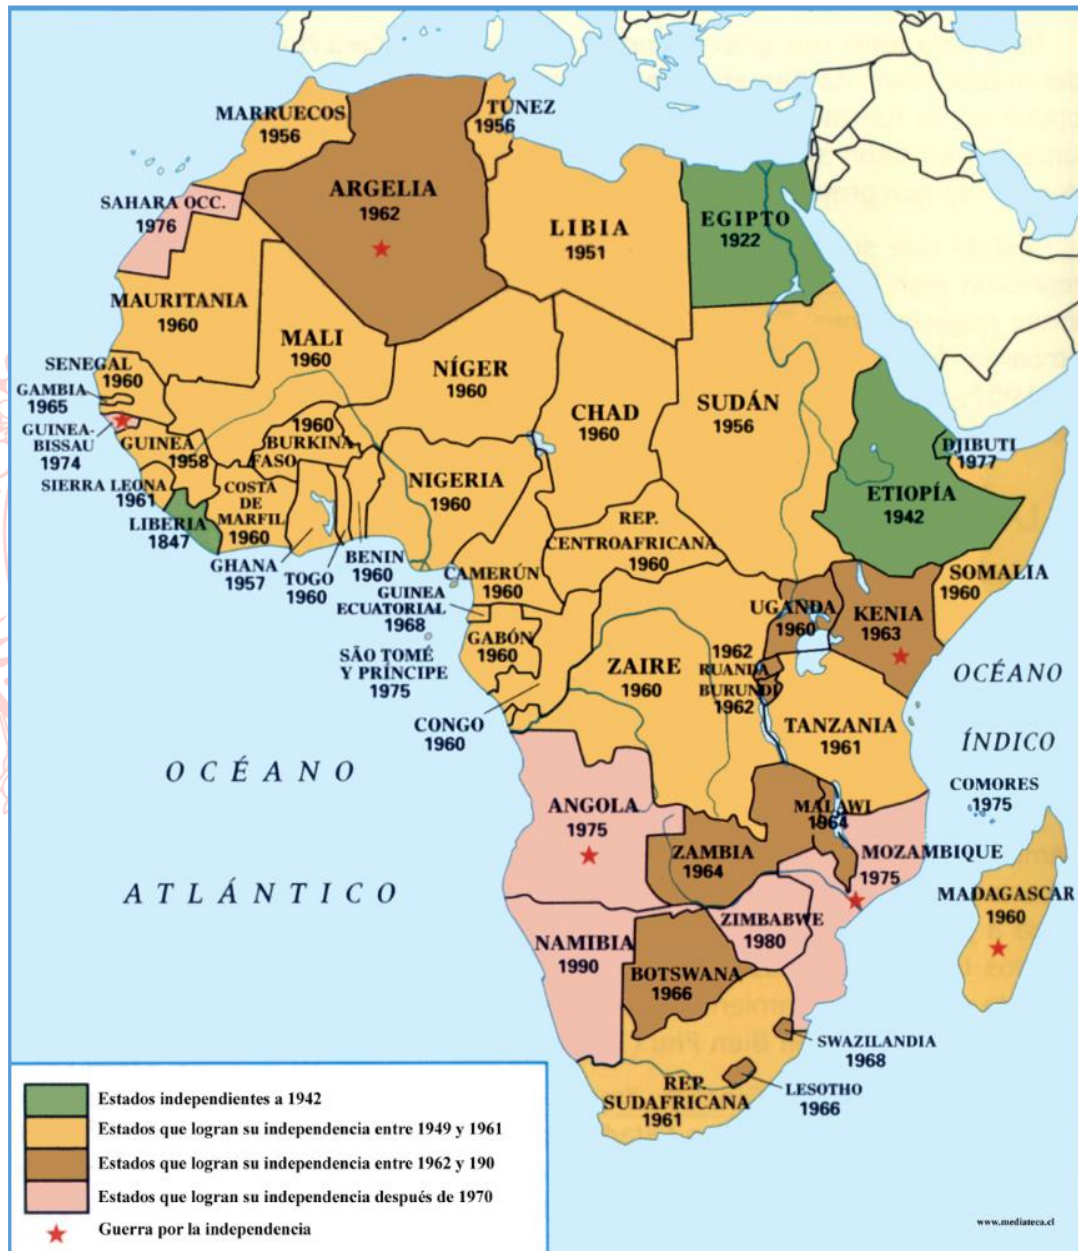 MARRUECOS
1956
TÚNEZ
1956
ARGELIA
1962
LIBIA
1951
EGIPTO
1922
SAHARA OCC.
1976
MAURITANIA
1960
MALI
1960
NÍGER
1960
CHAD
1960
SUDÁN
1956
SENEGAL
1960
GAMBIA
1965
GUINEA-
BISSAU
1974
GUINEA
1958
1960
BURKINA
FASO
NIGERIA
1960
DJIBUTI
1977
ETIOPÍA
1942
SIERRA LEONA
1961
LIBERIA
1847
COSTA
DE
MARFIL
1960
GHANA
1957
TOGO
1960
BENIN
1960
CAMERÚN
1960
REP.
CENTROAFRICANA
1960
SOMALIA
1960
GUINEA
ECUATORIAL
1968
GABÓN
1960
SÃO TOMÉ
Y PRÍNCIPE
1975
CONGO
1960
ZAIRE
1960
UGANDA
1960
KENIA
1963
1962
RUANDA
BURUNDI
1962
TANZANIA
1961
OCÉANO
ÍNDICO
OCÉANO
ATLÁNTICO
COMORES
1975
ANGOLA
1975
ZAMBIA
1964
MALAWI
1964
MOZAMBIQUE
1975
MADAGASCAR
1960
NAMIBIA
1990
ZIMBABWE
1980
BOTSWANA
1966
SWAZILANDIA
1968
LESOTHO
1966
REP.
SUDAFRICANA
1961
Estados independientes a 1942
Estados que logran su independencia entre 1949 y 1961
Estados que logran su independencia entre 1962 y 190
Estados que logran su independencia después de 1970
Guerra por la independencia
www.mediateca.cl